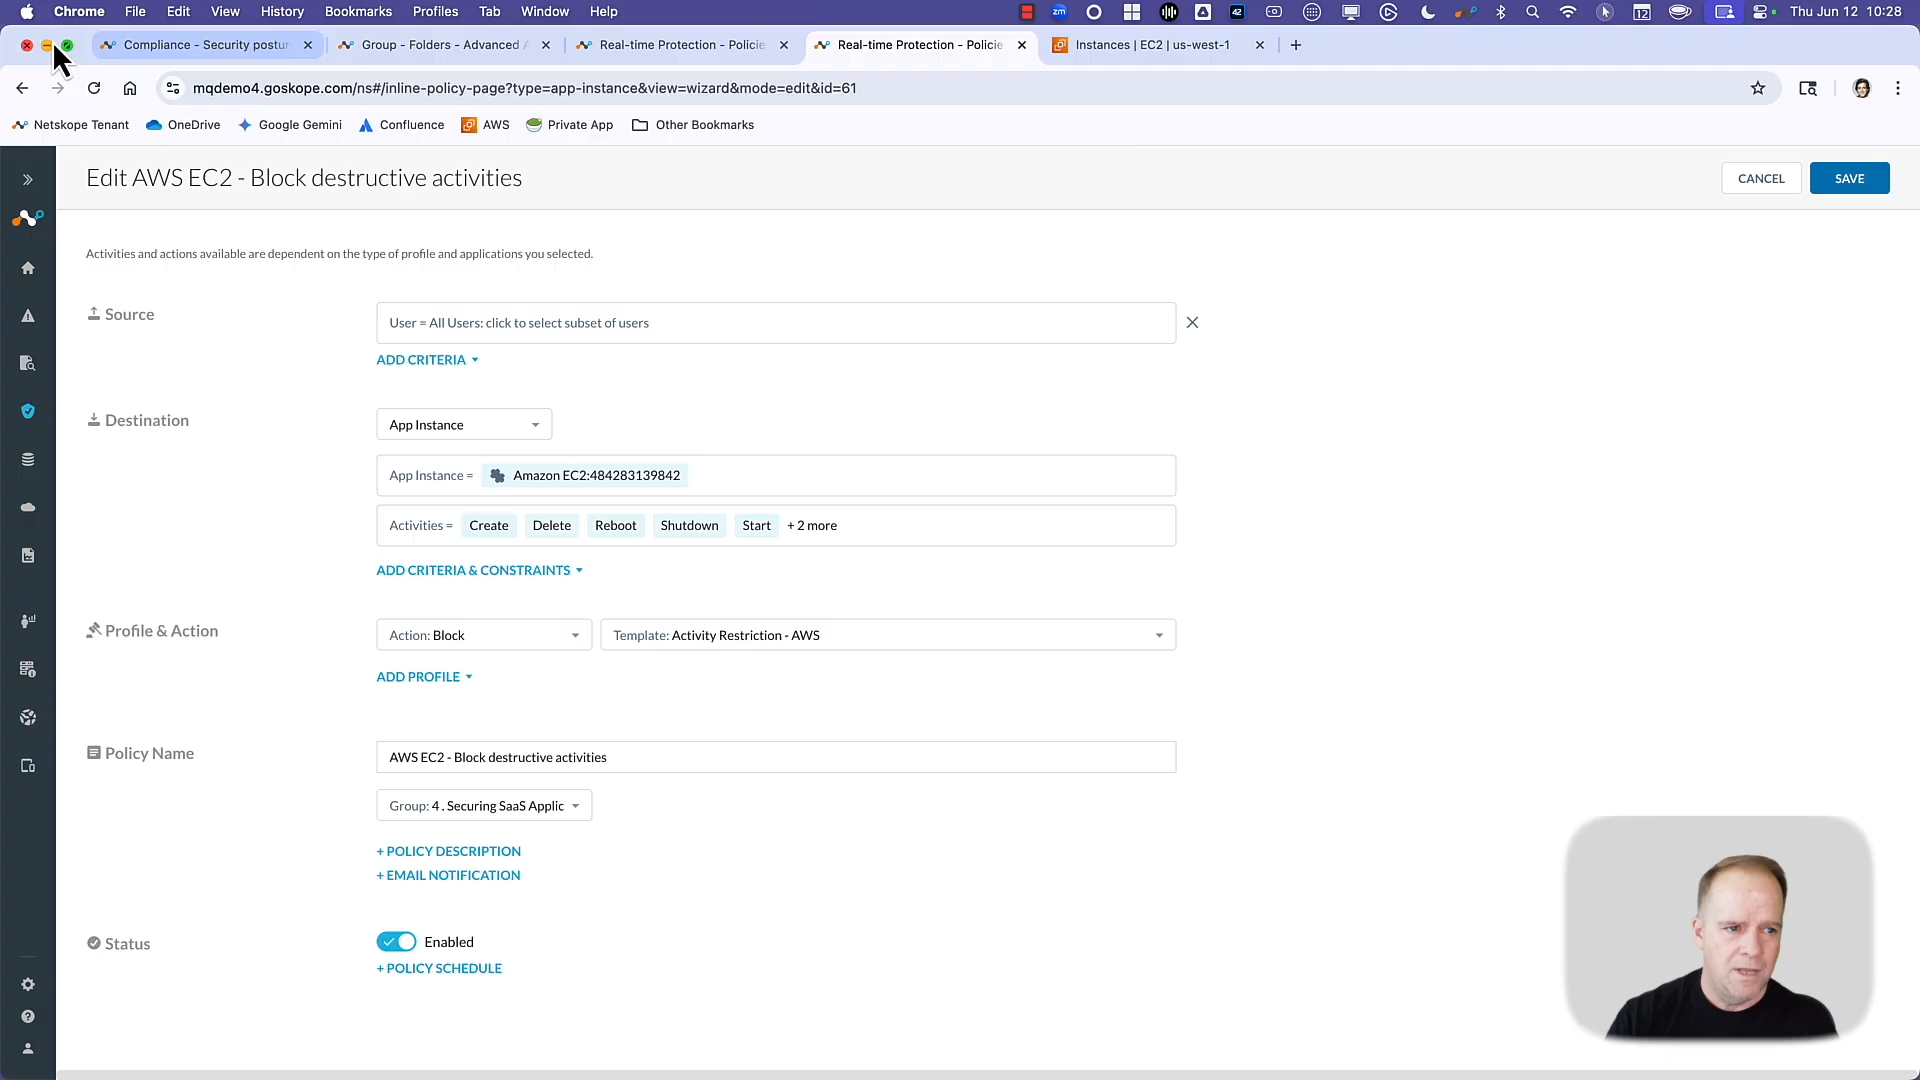 Chrome File Edit View History Bookmarks Profiles Tab Window Help
42 12 Thu Jun 12 10:28
Compliance - Security postur
Group - Folders - Advanced
Real-time Protection - Policie
Real-time Protection - Policie
Instances | EC2 | us-west-1
mqdemo4.goskope.com/ns#/inline-policy-page?type=app-instance&view=wizard&mode=edit&id=61
Netskope Tenant OneDrive Google Gemini Confluence AWS Private App Other Bookmarks
Edit AWS EC2 - Block destructive activities
CANCEL SAVE
Activities and actions available are dependent on the type of profile and applications you selected.
Source
User = All Users: click to select subset of users
ADD CRITERIA
Destination
App Instance
App Instance = Amazon EC2:484283139842
Activities = Create Delete Reboot Shutdown Start + 2 more
ADD CRITERIA & CONSTRAINTS
Profile & Action
Action: Block Template: Activity Restriction - AWS
ADD PROFILE
Policy Name
AWS EC2 - Block destructive activities
Group: 4 . Securing SaaS Applic
+ POLICY DESCRIPTION
+ EMAIL NOTIFICATION
Status
Enabled
+ POLICY SCHEDULE